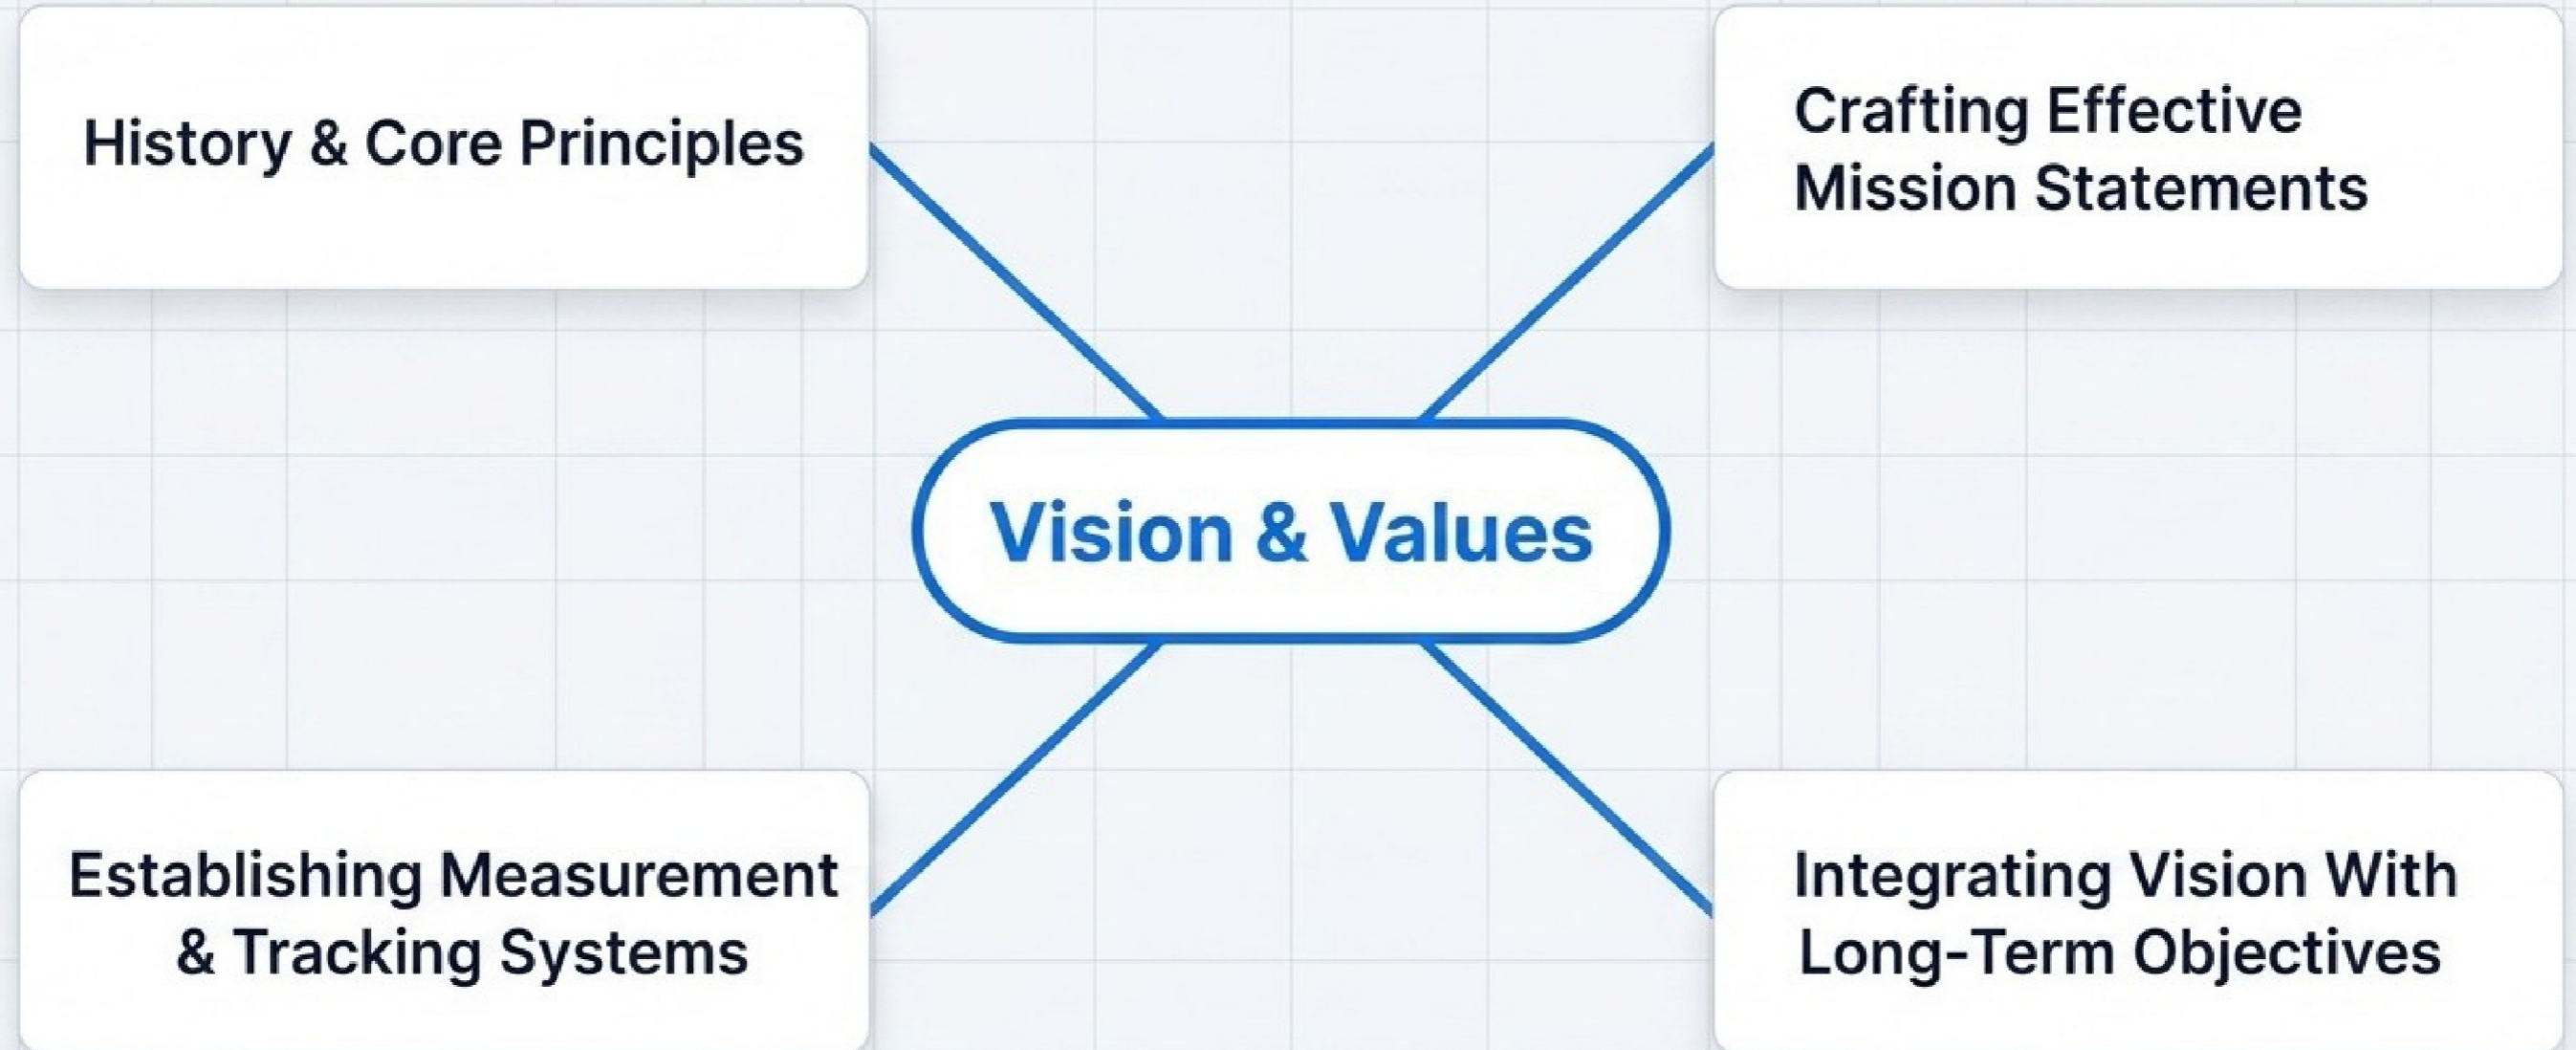 History & Core Principles
Crafting Effective
Mission Statements
Vision & Values
Establishing Measurement
& Tracking Systems
Integrating Vision With
Long-Term Objectives